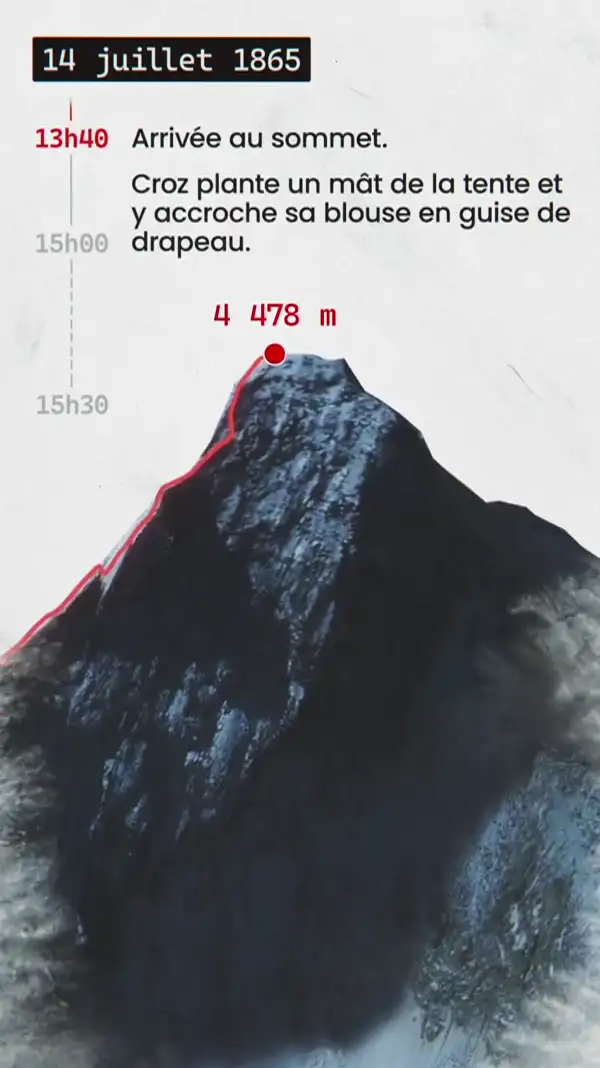 14 juillet 1865
13h40 Arrivée au sommet.
Croz plante un mât de la tente et
y accroche sa blouse en guise de
15h00 drapeau.
4 478 m
15h30